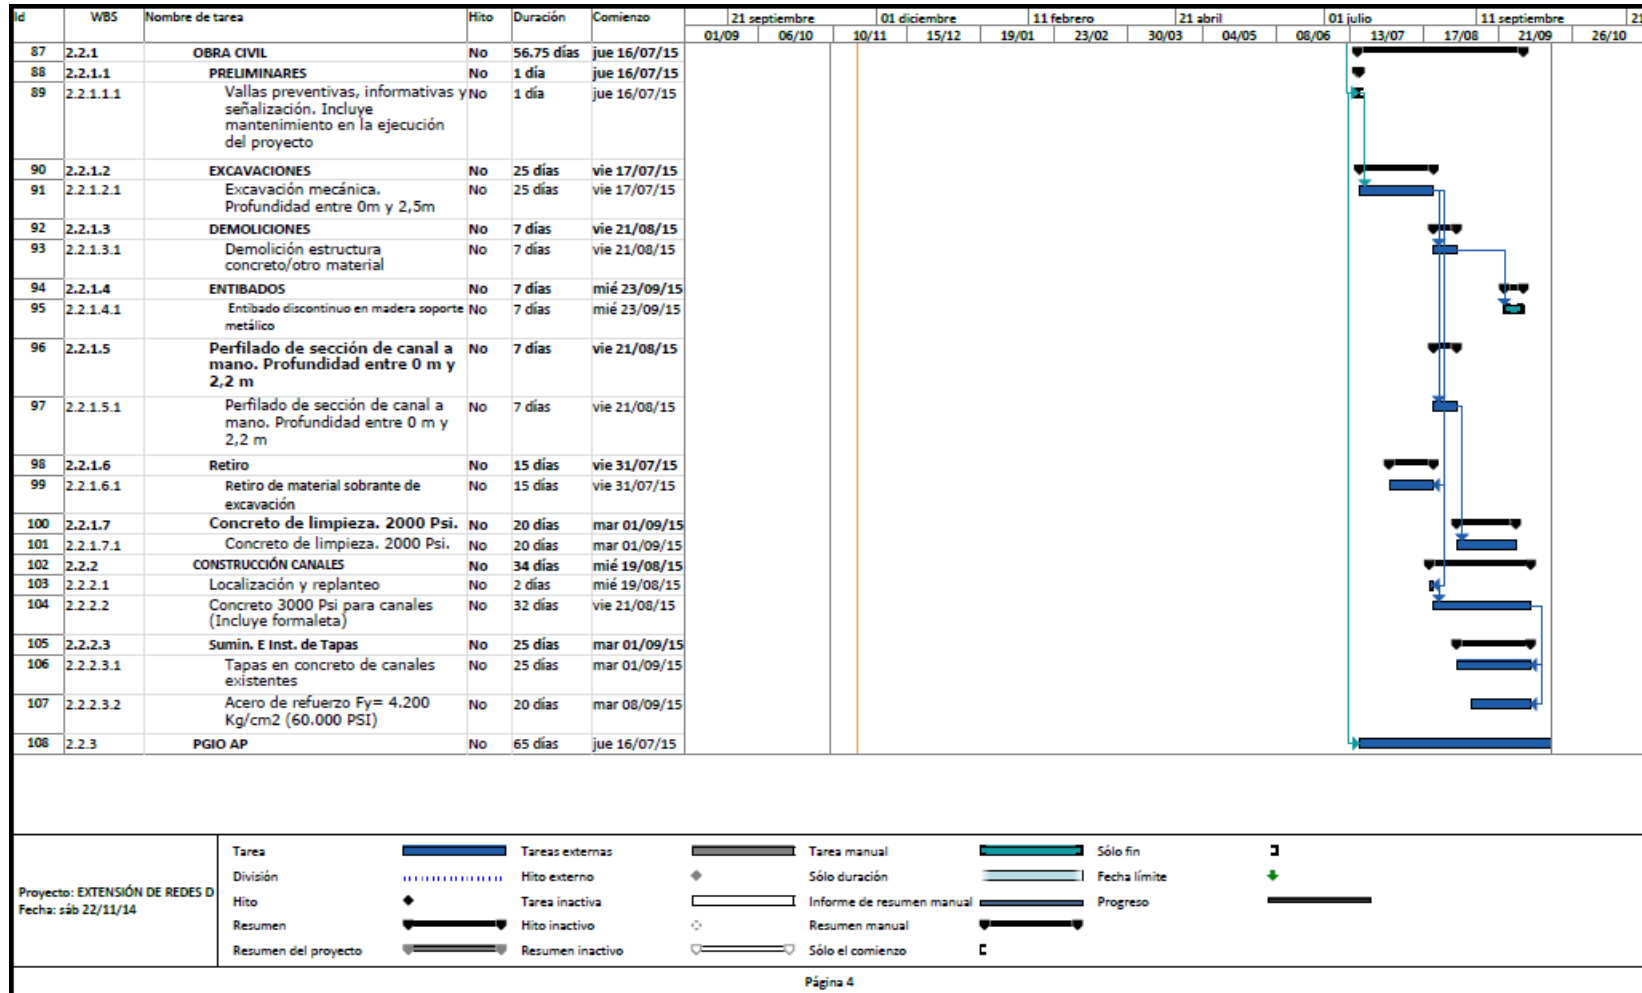 Id WBS Nombre de tarea Hito Duración Comienzo 21 septiembre 01 diciembre 11 febrero 21 abril 01 julio 11 septiembre 21
01/09 06/10 10/11 15/12 19/01 23/02 30/03 04/05 08/06 13/07 17/08 21/09 26/10
87 2.2.1 OBRA CIVIL No 56.75 días jue 16/07/15
88 2.2.1.1 PRELIMINARES No 1 día jue 16/07/15
89 2.2.1.1.1 Vallas preventivas, informativas y No 1 día jue 16/07/15
señalización. Incluye
mantenimiento en la ejecución
del proyecto
90 2.2.1.2 EXCAVACIONES No 25 días vie 17/07/15
91 2.2.1.2.1 Excavación mecánica. No 25 días vie 17/07/15
Profundidad entre 0m y 2,5m
92 2.2.1.3 DEMOLICIONES No 7 días vie 21/08/15
93 2.2.1.3.1 Demolición estructura No 7 días vie 21/08/15
concreto/otro material
94 2.2.1.4 ENTIBADOS No 7 días mié 23/09/15
95 2.2.1.4.1 Entibado discontinuo en madera soporte No 7 días mié 23/09/15
metálico
96 2.2.1.5 Perfilado de sección de canal a No 7 días vie 21/08/15
mano. Profundidad entre 0 m y
2,2 m
97 2.2.1.5.1 Perfilado de sección de canal a No 7 días vie 21/08/15
mano. Profundidad entre 0 m y
2,2 m
98 2.2.1.6 Retiro No 15 días vie 31/07/15
99 2.2.1.6.1 Retiro de material sobrante de No 15 días vie 31/07/15
excavación
100 2.2.1.7 Concreto de limpieza. 2000 Psi. No 20 días mar 01/09/15
101 2.2.1.7.1 Concreto de limpieza. 2000 Psi. No 20 días mar 01/09/15
102 2.2.2 CONSTRUCCIÓN CANALES No 34 días mié 19/08/15
103 2.2.2.1 Localización y replanteo No 2 días mié 19/08/15
104 2.2.2.2 Concreto 3000 Psi para canales No 32 días vie 21/08/15
(Incluye formaleta)
105 2.2.2.3 Sumin. E Inst. de Tapas No 25 días mar 01/09/15
106 2.2.2.3.1 Tapas en concreto de canales No 25 días mar 01/09/15
existentes
107 2.2.2.3.2 Acero de refuerzo Fy= 4.200 No 20 días mar 08/09/15
Kg/cm2 (60.000 PSI)
108 2.2.3 PGIO AP No 65 días jue 16/07/15
Proyecto: EXTENSIÓN DE REDES D
Fecha: sáb 22/11/14
Tarea Tareas externas Tarea manual Sólo fin
División Hito externo Sólo duración Fecha límite
Hito Tarea inactiva Informe de resumen manual Progreso
Resumen Hito inactivo Resumen manual
Resumen del proyecto Resumen inactivo Sólo el comienzo
Página 4